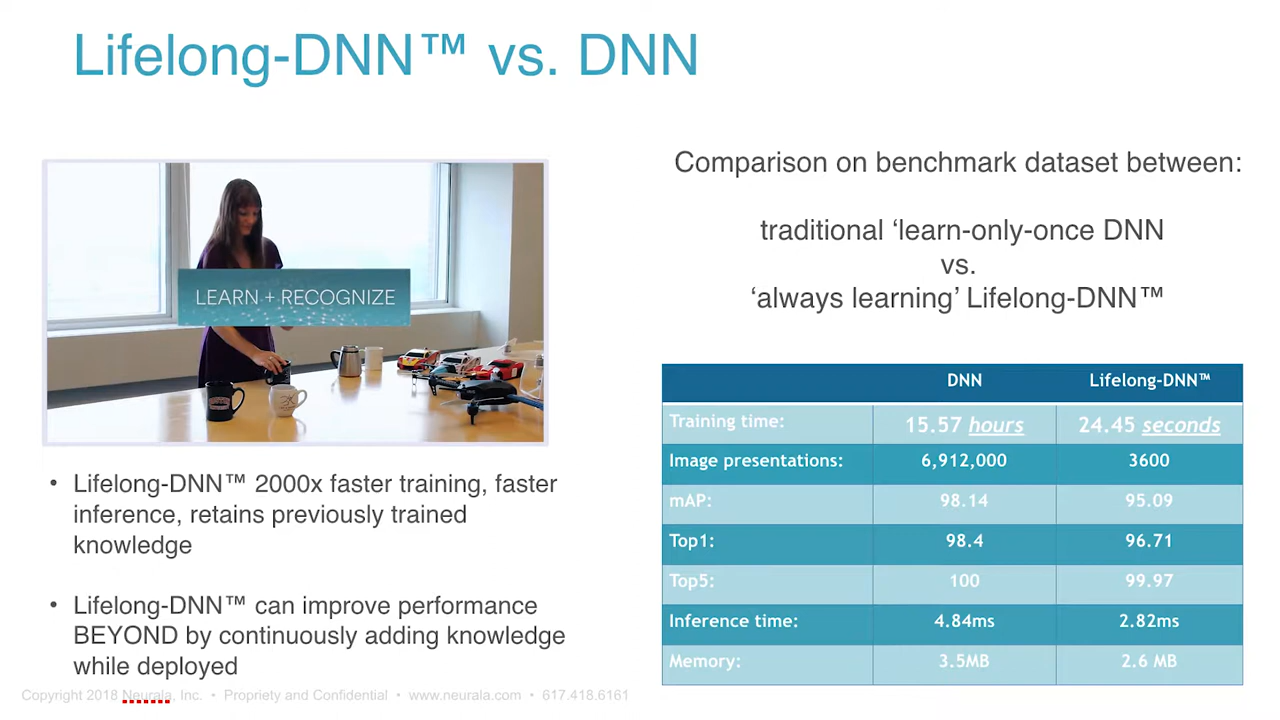 Lifelong-DNN™ vs. DNN
LEARN + RECOGNIZE
• Lifelong-DNN™ 2000x faster training, faster
inference, retains previously trained
knowledge
• Lifelong-DNN™ can improve performance
BEYOND by continuously adding knowledge
while deployed
Comparison on benchmark dataset between:
traditional ‘learn-only-once DNN
vs.
‘always learning’ Lifelong-DNN™
DNN Lifelong-DNN™
Training time: 15.57 hours 24.45 seconds
Image presentations: 6,912,000 3600
mAP: 98.14 95.09
Top1: 98.4 96.71
Top5: 100 99.97
Inference time: 4.84ms 2.82ms
Memory: 3.5MB 2.6 MB
Copyright 2018 Neurala, Inc. • Propriety and Confidential • www.neurala.com • 617.418.6161